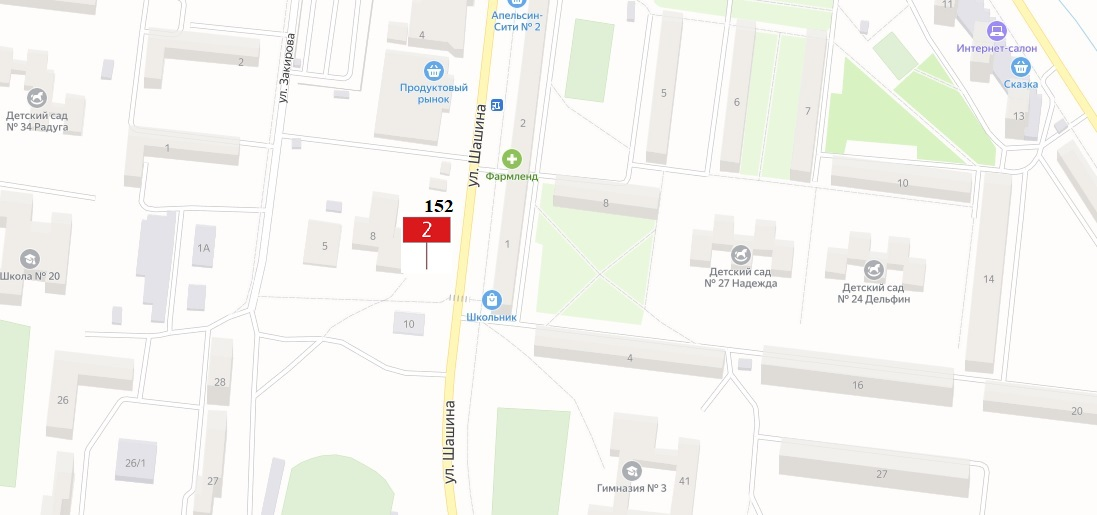 11
Апельсин-
Сити № 2
4
ул. Закирова
2
Интернет-салон
Сказка
Продуктовый
рынок
Детский сад
№ 34 Радуга
5
6
7
13
ул. Шашина
2
1
Фармленд
10
8
152
2
8
5
1А
1
Школа № 20
Детский сад
№ 27 Надежда
Детский сад
№ 24 Дельфин
14
Школьник
10
4
16
28
26
20
ул. Шашина
26/1
27
Гимназия № 3
41
27